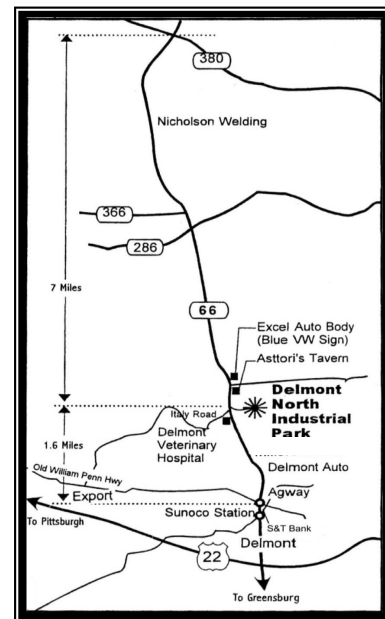 380
Nicholson Welding
366
286
7 Miles
66
Excel Auto Body
(Blue VW Sign)
Asttori's Tavern
Delmont
North
Industrial
Park
Italy Road
1.6 Miles
Delmont
Veterinary
Hospital
Delmont Auto
Old William Penn Hwy
Agway
Export
Sunoco Station
S&T Bank
To Pittsburgh
Delmont
22
To Greensburg